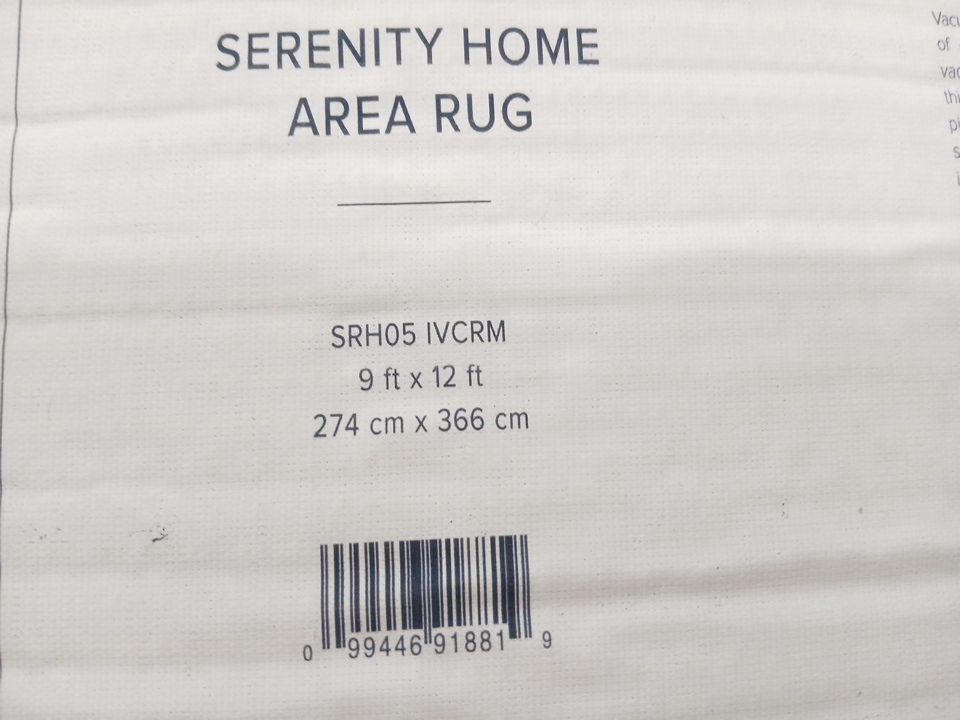 SERENITY HOME
AREA RUG
SRH05 IVCRM
9 ft x 12 ft
274 cm x 366 cm
0 99446 91881 9
of